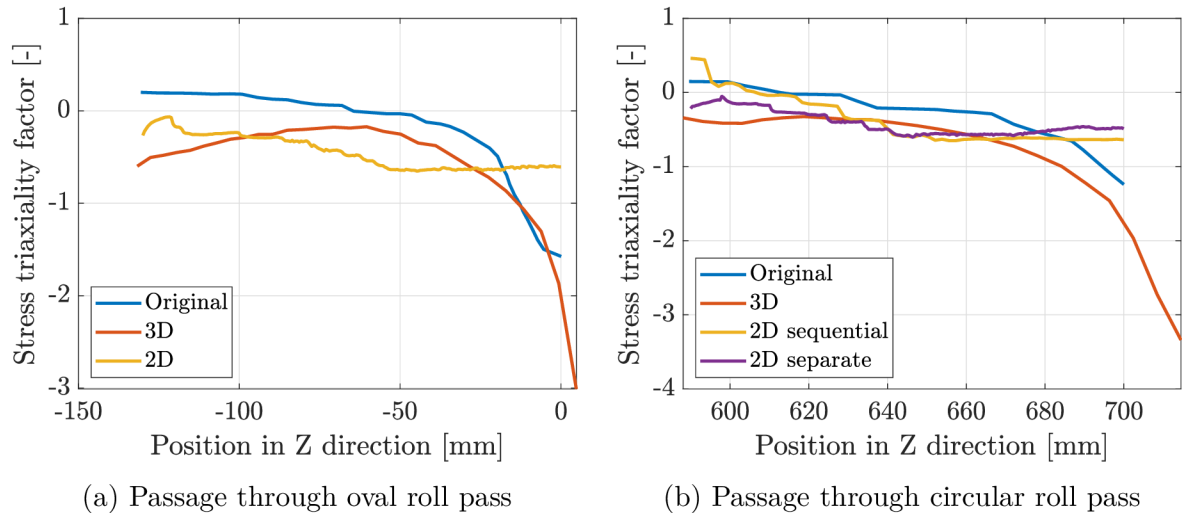 1
0
-1
-2
-3
-150
-100
-50
0
Stress triaxiality factor [-]
Position in Z direction [mm]
Original
3D
2D
(a) Passage through oval roll pass
1
0
-1
-2
-3
-4
600
620
640
660
680
700
Stress triaxiality factor [-]
Position in Z direction [mm]
Original
3D
2D sequential
2D separate
(b) Passage through circular roll pass